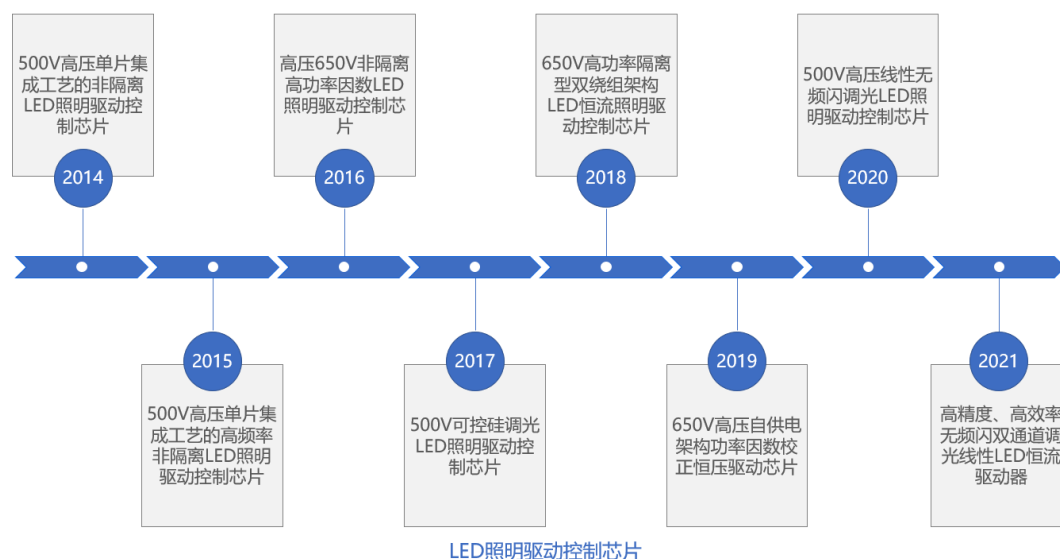 500V高压单片集
成工艺的非隔离
LED照明驱动控
制芯片
2014
高压650V非隔离
高功率因数LED
照明驱动控制芯
片
2016
650V高功率隔离
型双绕组架构
LED恒流照明驱
动控制芯片
2018
500V高压线性无
频闪调光LED照
明驱动控制芯片
2020
2015
500V高压单片集
成工艺的高频率
非隔离LED照明
驱动控制芯片
2017
500V可控硅调光
LED照明驱动控
制芯片
2019
650V高压自供电
架构功率因数校
正恒压驱动芯片
2021
高精度、高效率
无频闪双通道调
光线性LED恒流
驱动器
LED照明驱动控制芯片